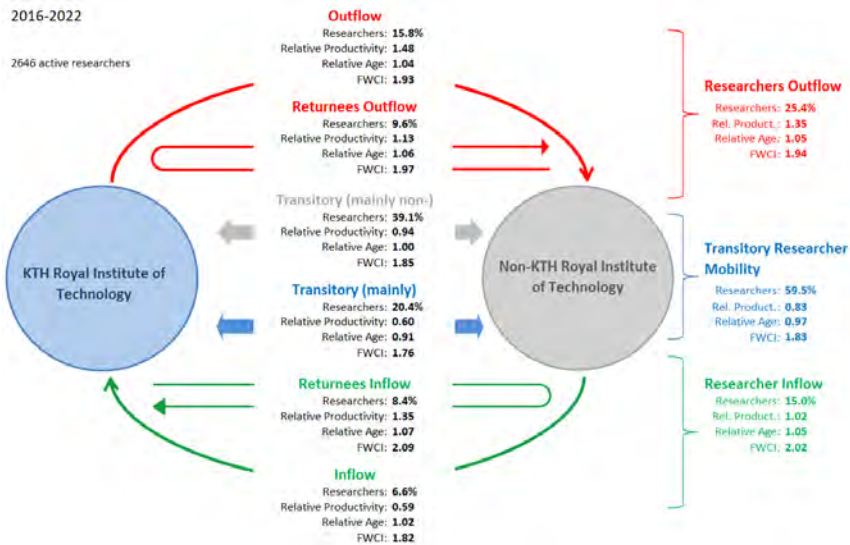 2016-2022
2646 active researchers
Outflow
Researchers: 15.8%
Relative Productivity: 1.48
Relative Age: 1.04
FWCI: 1.93
Returnees Outflow
Researchers: 9.6%
Relative Productivity: 1.13
Relative Age: 1.06
FWCI: 1.97
Transitory (mainly non-)
Researchers: 39.1%
Relative Productivity: 0.94
Relative Age: 1.00
FWCI: 1.85
Transitory (mainly)
Researchers: 20.4%
Relative Productivity: 0.60
Relative Age: 0.91
FWCI: 1.76
Returnees Inflow
Researchers: 8.4%
Relative Productivity: 1.35
Relative Age: 1.07
FWCI: 2.09
Inflow
Researchers: 6.6%
Relative Productivity: 0.59
Relative Age: 1.02
FWCI: 1.82
KTH Royal Institute of
Technology
Non-KTH Royal Institute
of Technology
Researchers Outflow
Researchers: 25.4%
Rel. Product.: 1.35
Relative Age: 1.05
FWCI: 1.94
Transitory Researcher
Mobility
Researchers: 59.5%
Rel. Product.: 0.83
Relative Age: 0.97
FWCI: 1.83
Researcher Inflow
Researchers: 15.0%
Rel. Product.: 1.02
Relative Age: 1.05
FWCI: 2.02